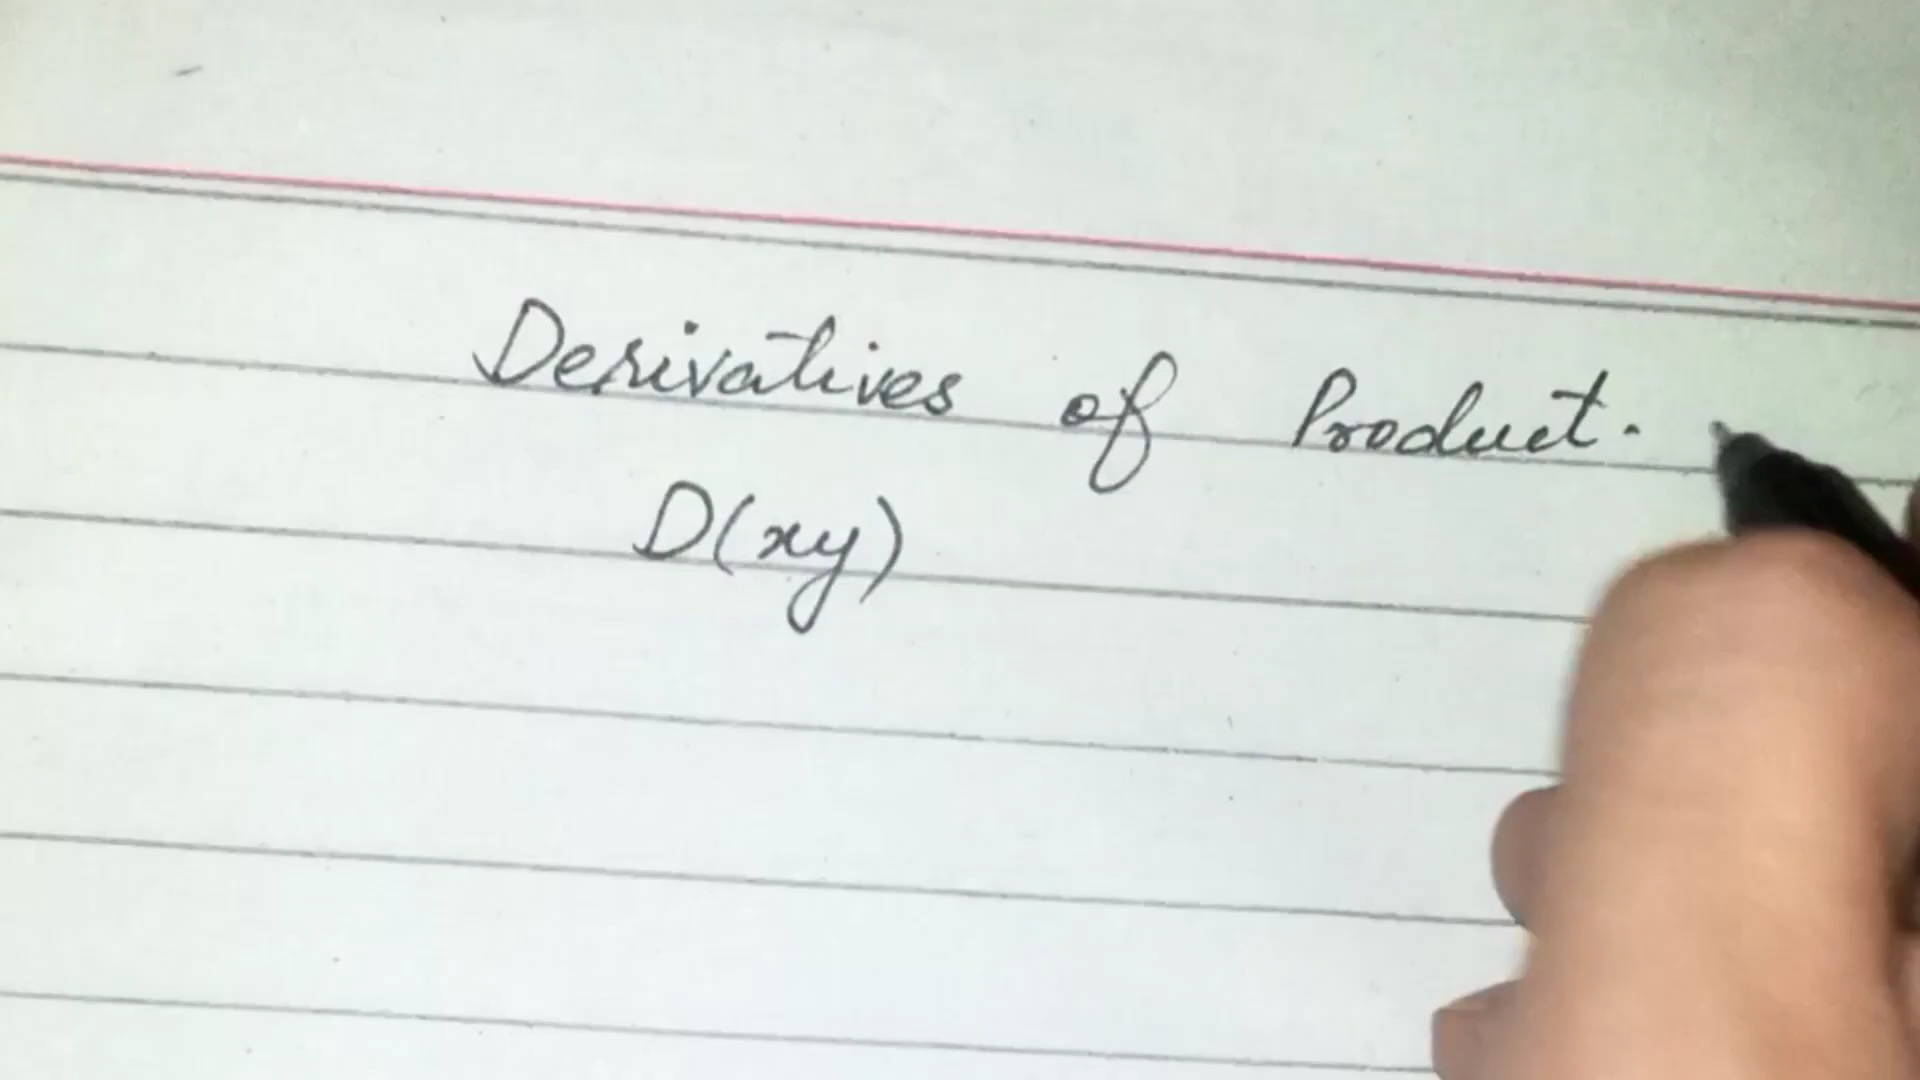 Derivatives of Product.
D(xy)